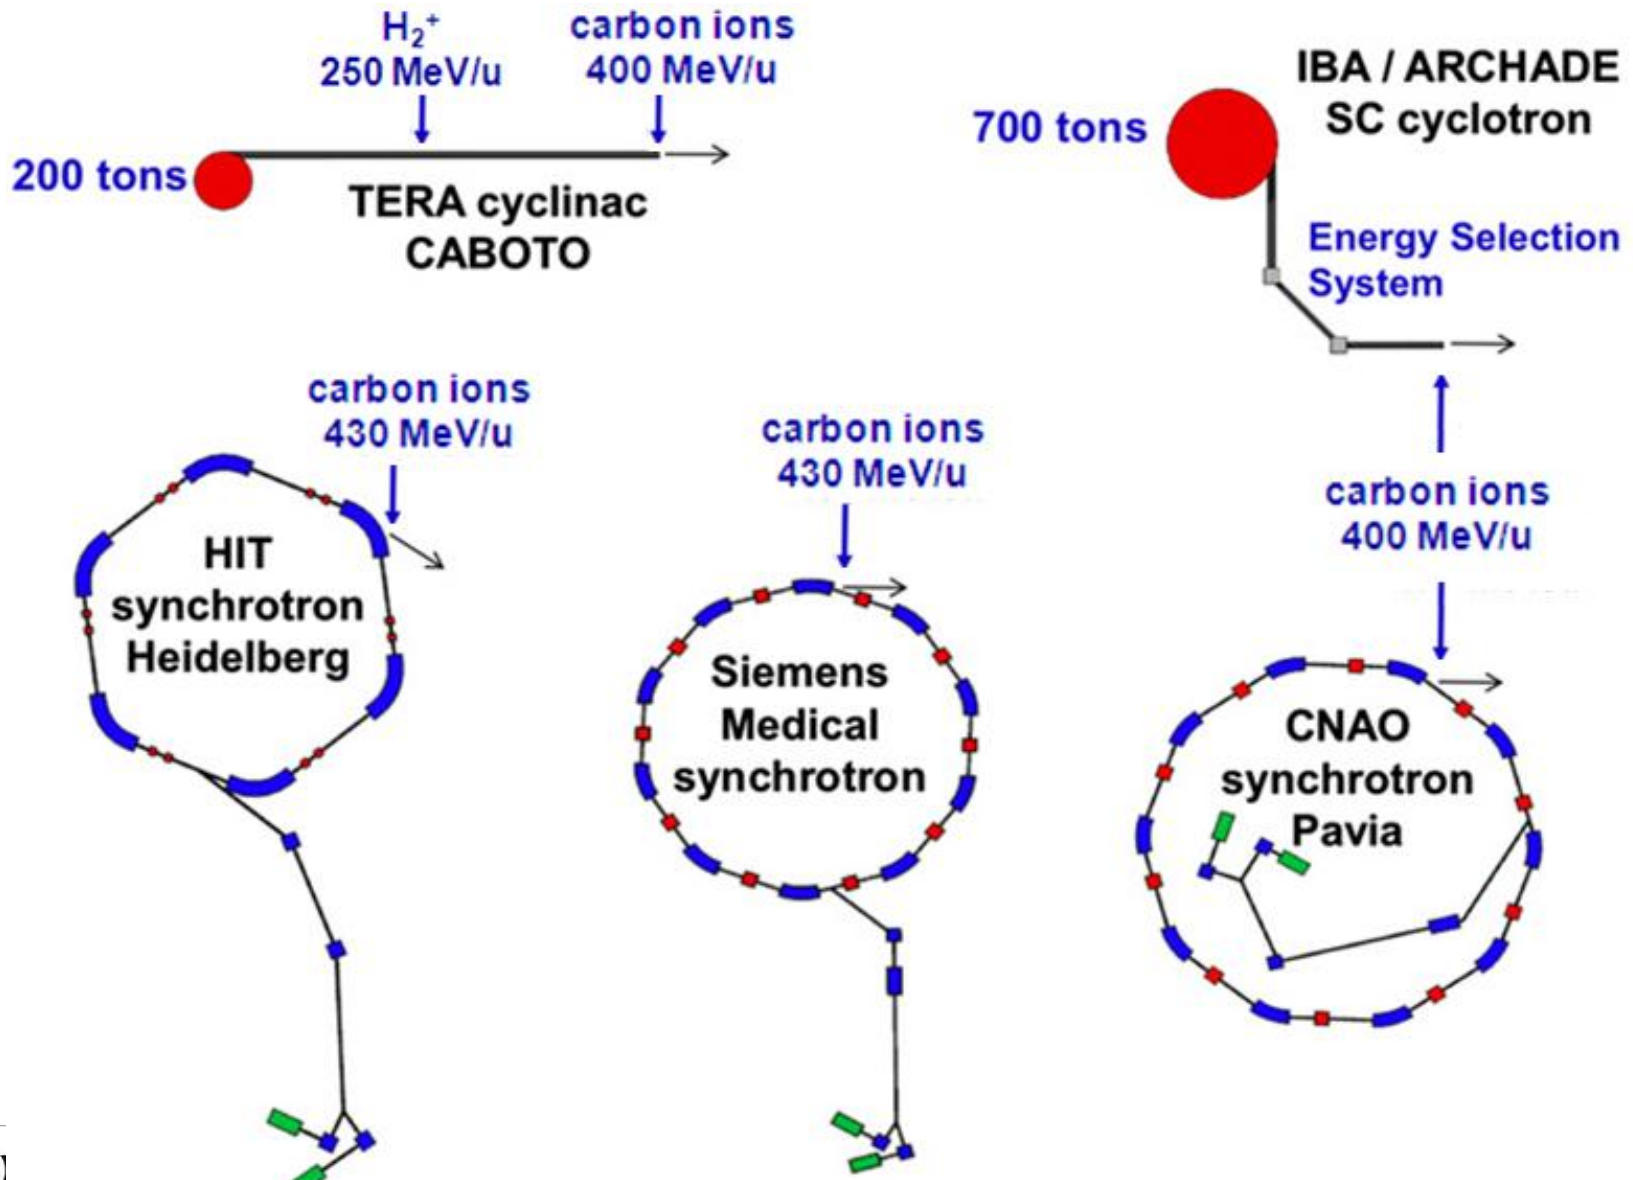 H₂⁺
250 MeV/u
carbon ions
400 MeV/u
200 tons
TERA cyclinac
CABOTO
IBA / ARCHADE
SC cyclotron
700 tons
Energy Selection
System
carbon ions
430 MeV/u
HIT
synchrotron
Heidelberg
carbon ions
430 MeV/u
Siemens
Medical
synchrotron
carbon ions
400 MeV/u
CNAO
synchrotron
Pavia